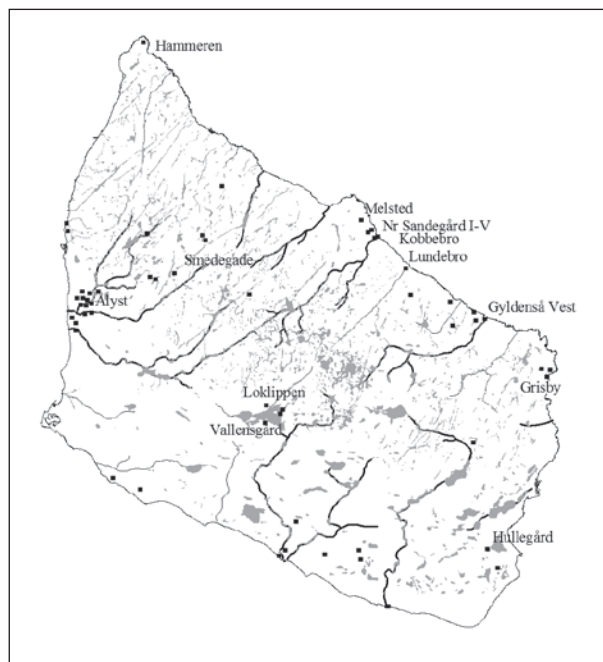 Hammeren
Melsted
Nr Sandegård I-V
Kobbebro
Smedegade
Lundebro
Ålyst
Gyldenså Vest
Grisby
Loklippen
Vallensgård
Hullegård